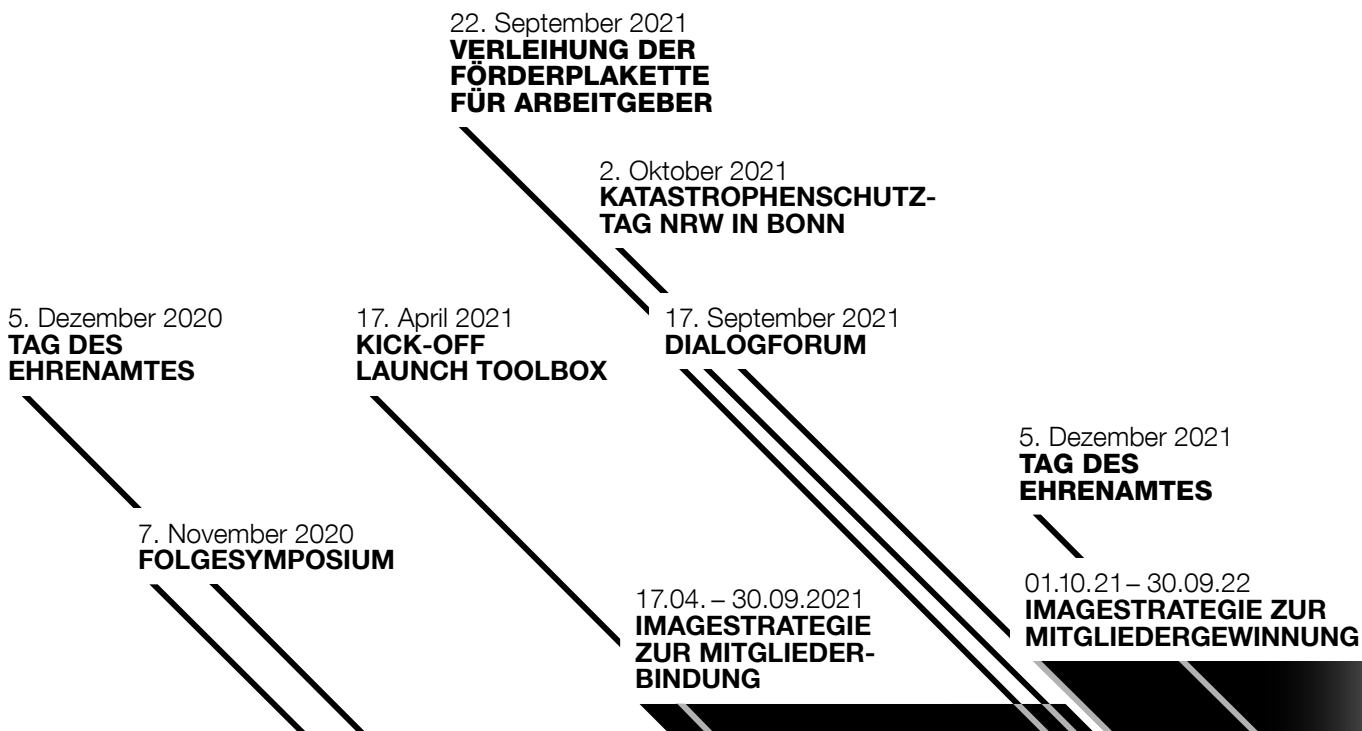 22. September 2021
VERLEIHUNG DER
FÖRDERPLAKETTE
FÜR ARBEITGEBER
2. Oktober 2021
KATASTROPHENSCHUTZ-
TAG NRW IN BONN
5. Dezember 2020
TAG DES
EHRENAMTES
17. April 2021
KICK-OFF
LAUNCH TOOLBOX
17. September 2021
DIALOGFORUM
5. Dezember 2021
TAG DES
EHRENAMTES
7. November 2020
FOLGESYMPOSIUM
17.04. – 30.09.2021
IMAGESTRATEGIE
ZUR MITGLIEDER-
BINDUNG
01.10.21 – 30.09.22
IMAGESTRATEGIE ZUR
MITGLIEDERGEWINNUNG